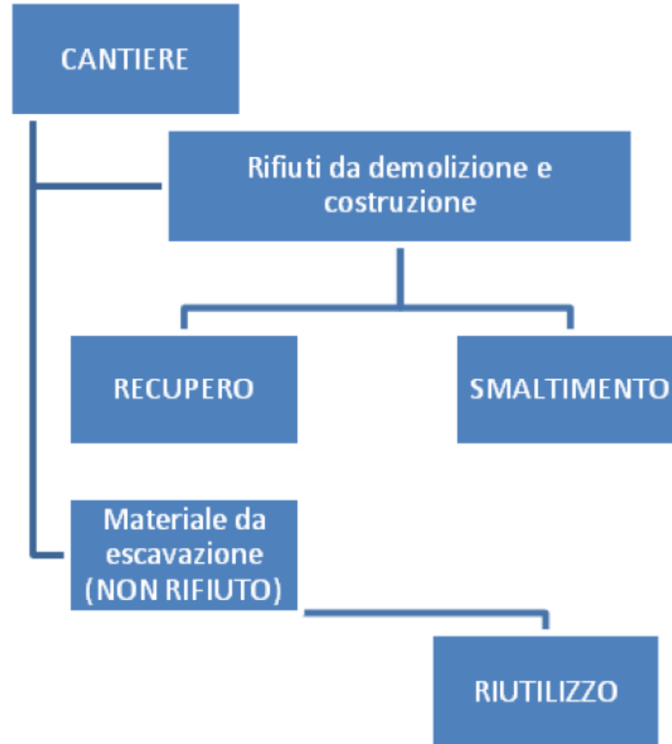 CANTIERE
Rifiuti da demolizione e
costruzione
RECUPERO
SMALTIMENTO
Materiale da
escavazione
(NON RIFIUTO)
RIUTILIZZO